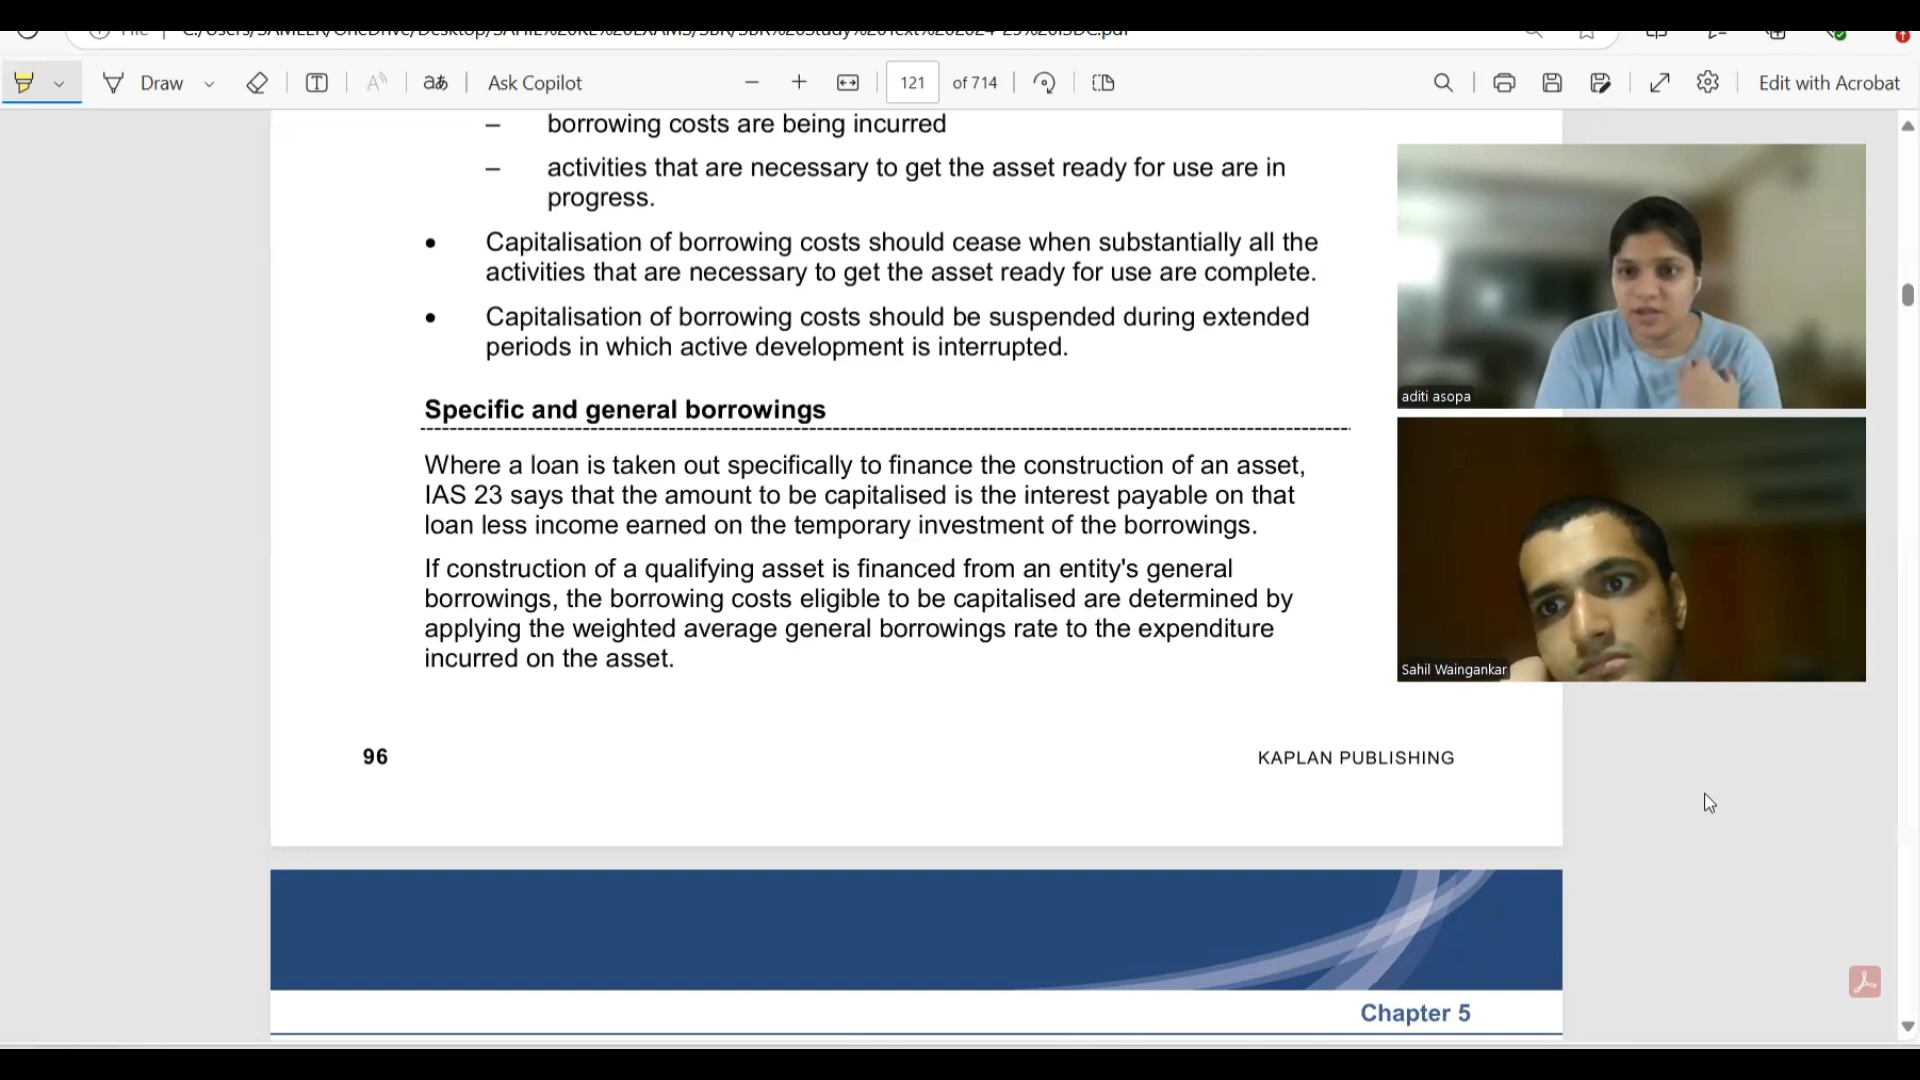 Draw
Ask Copilot
121
of 714
Edit with Acrobat
– borrowing costs are being incurred
– activities that are necessary to get the asset ready for use are in
progress.
• Capitalisation of borrowing costs should cease when substantially all the
activities that are necessary to get the asset ready for use are complete.
• Capitalisation of borrowing costs should be suspended during extended
periods in which active development is interrupted.
Specific and general borrowings
Where a loan is taken out specifically to finance the construction of an asset,
IAS 23 says that the amount to be capitalised is the interest payable on that
loan less income earned on the temporary investment of the borrowings.
If construction of a qualifying asset is financed from an entity's general
borrowings, the borrowing costs eligible to be capitalised are determined by
applying the weighted average general borrowings rate to the expenditure
incurred on the asset.
96
KAPLAN PUBLISHING
Chapter 5
aditi asopa
Sahil Waingankar